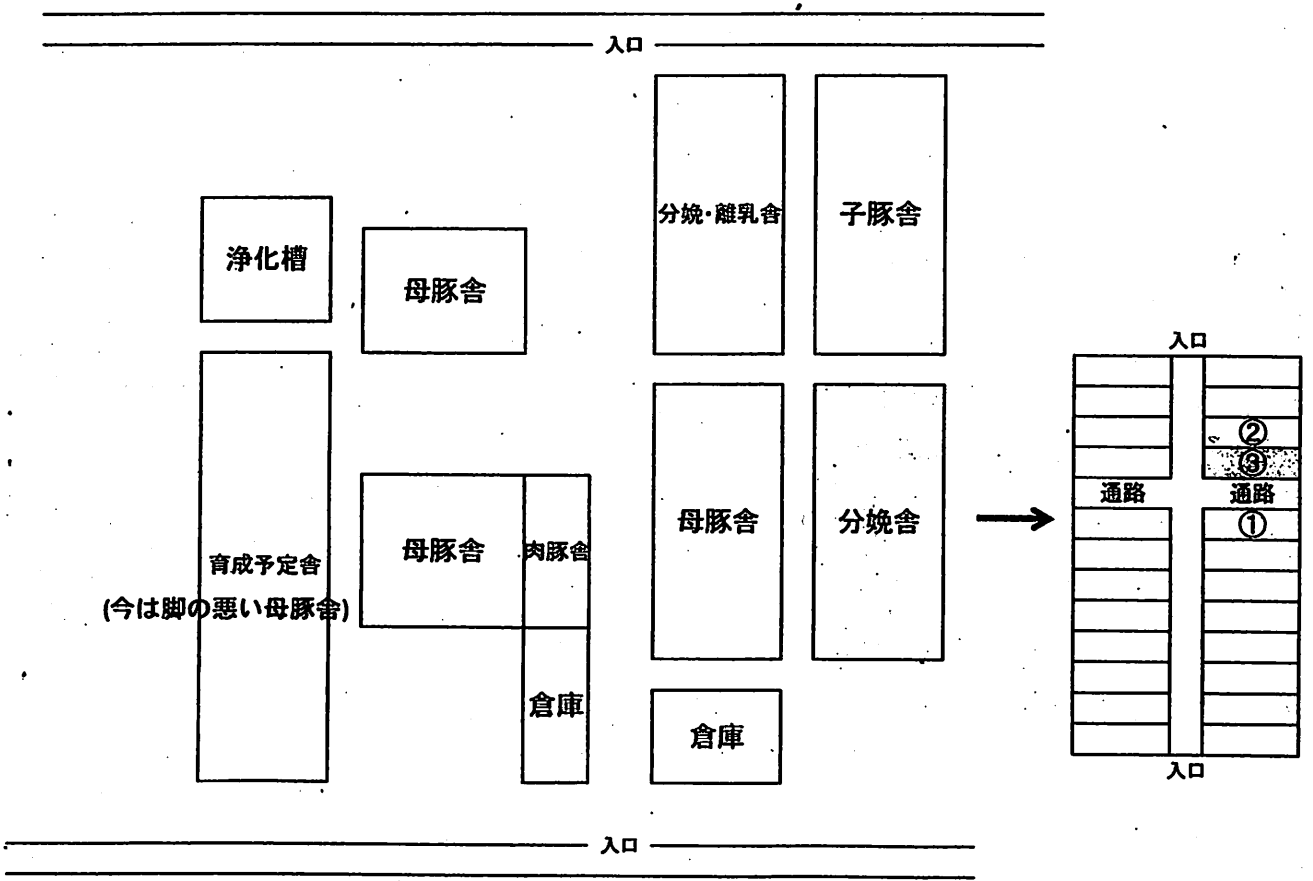 入口
分娩・離乳舎
子豚舎
浄化槽
母豚舎
母豚舎
肉豚舎
育成予定舎
(今は脚の悪い母豚舎)
倉庫
母豚舎
分娩舎
倉庫
入口
入口
②
③
通路
通路
①
入口